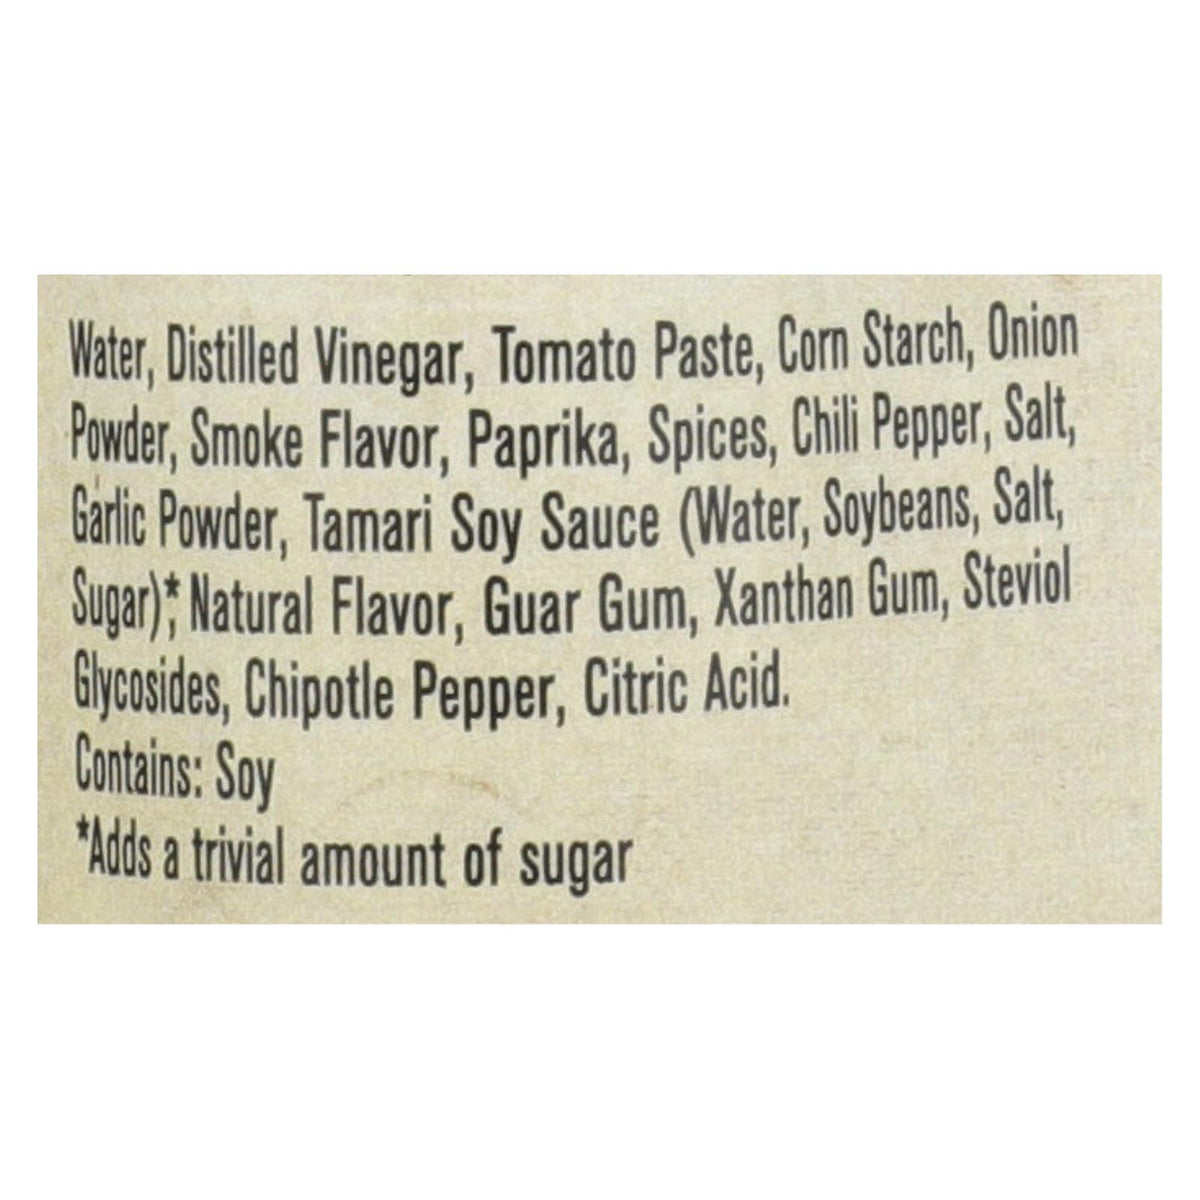 Water, Distilled Vinegar, Tomato Paste, Corn Starch, Onion
Powder, Smoke Flavor, Paprika, Spices, Chili Pepper, Salt,
Garlic Powder, Tamari Soy Sauce (Water, Soybeans, Salt,
Sugar)*, Natural Flavor, Guar Gum, Xanthan Gum, Steviol
Glycosides, Chipotle Pepper, Citric Acid.
Contains: Soy
*Adds a trivial amount of sugar